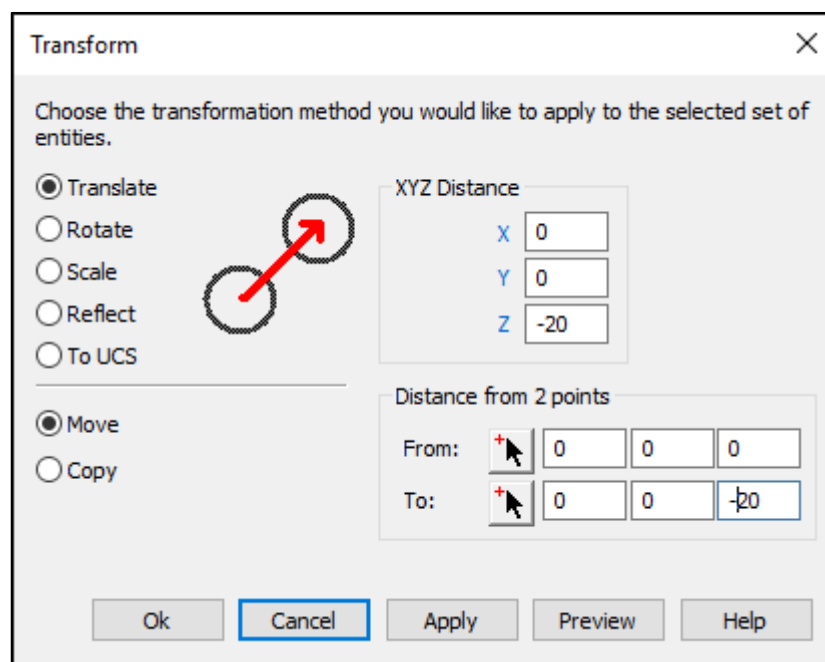 Transform
Choose the transformation method you would like to apply to the selected set of
entities.
Translate
Rotate
Scale
Reflect
To UCS
Move
Copy
XYZ Distance
X 0
Y 0
Z -20
Distance from 2 points
From: 0 0 0
To: 0 0 -20
Ok Cancel Apply Preview Help